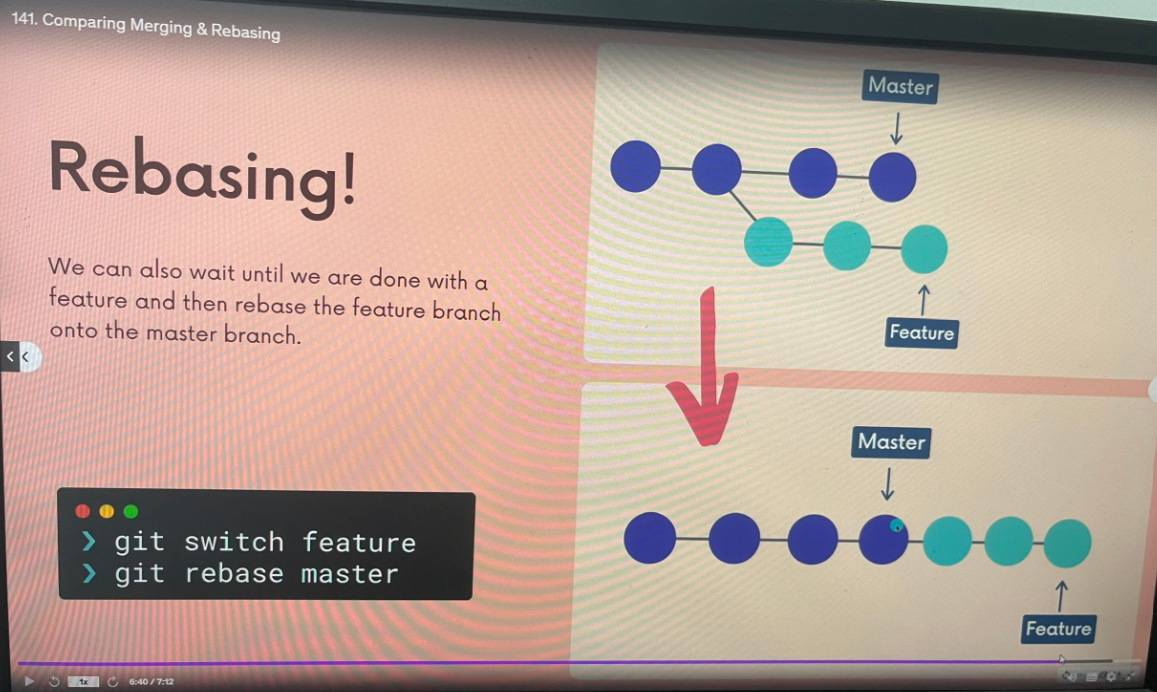 141. Comparing Merging & Rebasing
Rebasing!
We can also wait until we are done with a
feature and then rebase the feature branch
onto the master branch.
❯ git switch feature
❯ git rebase master
Master
Feature
Master
Feature
1x
6:40 / 7:12